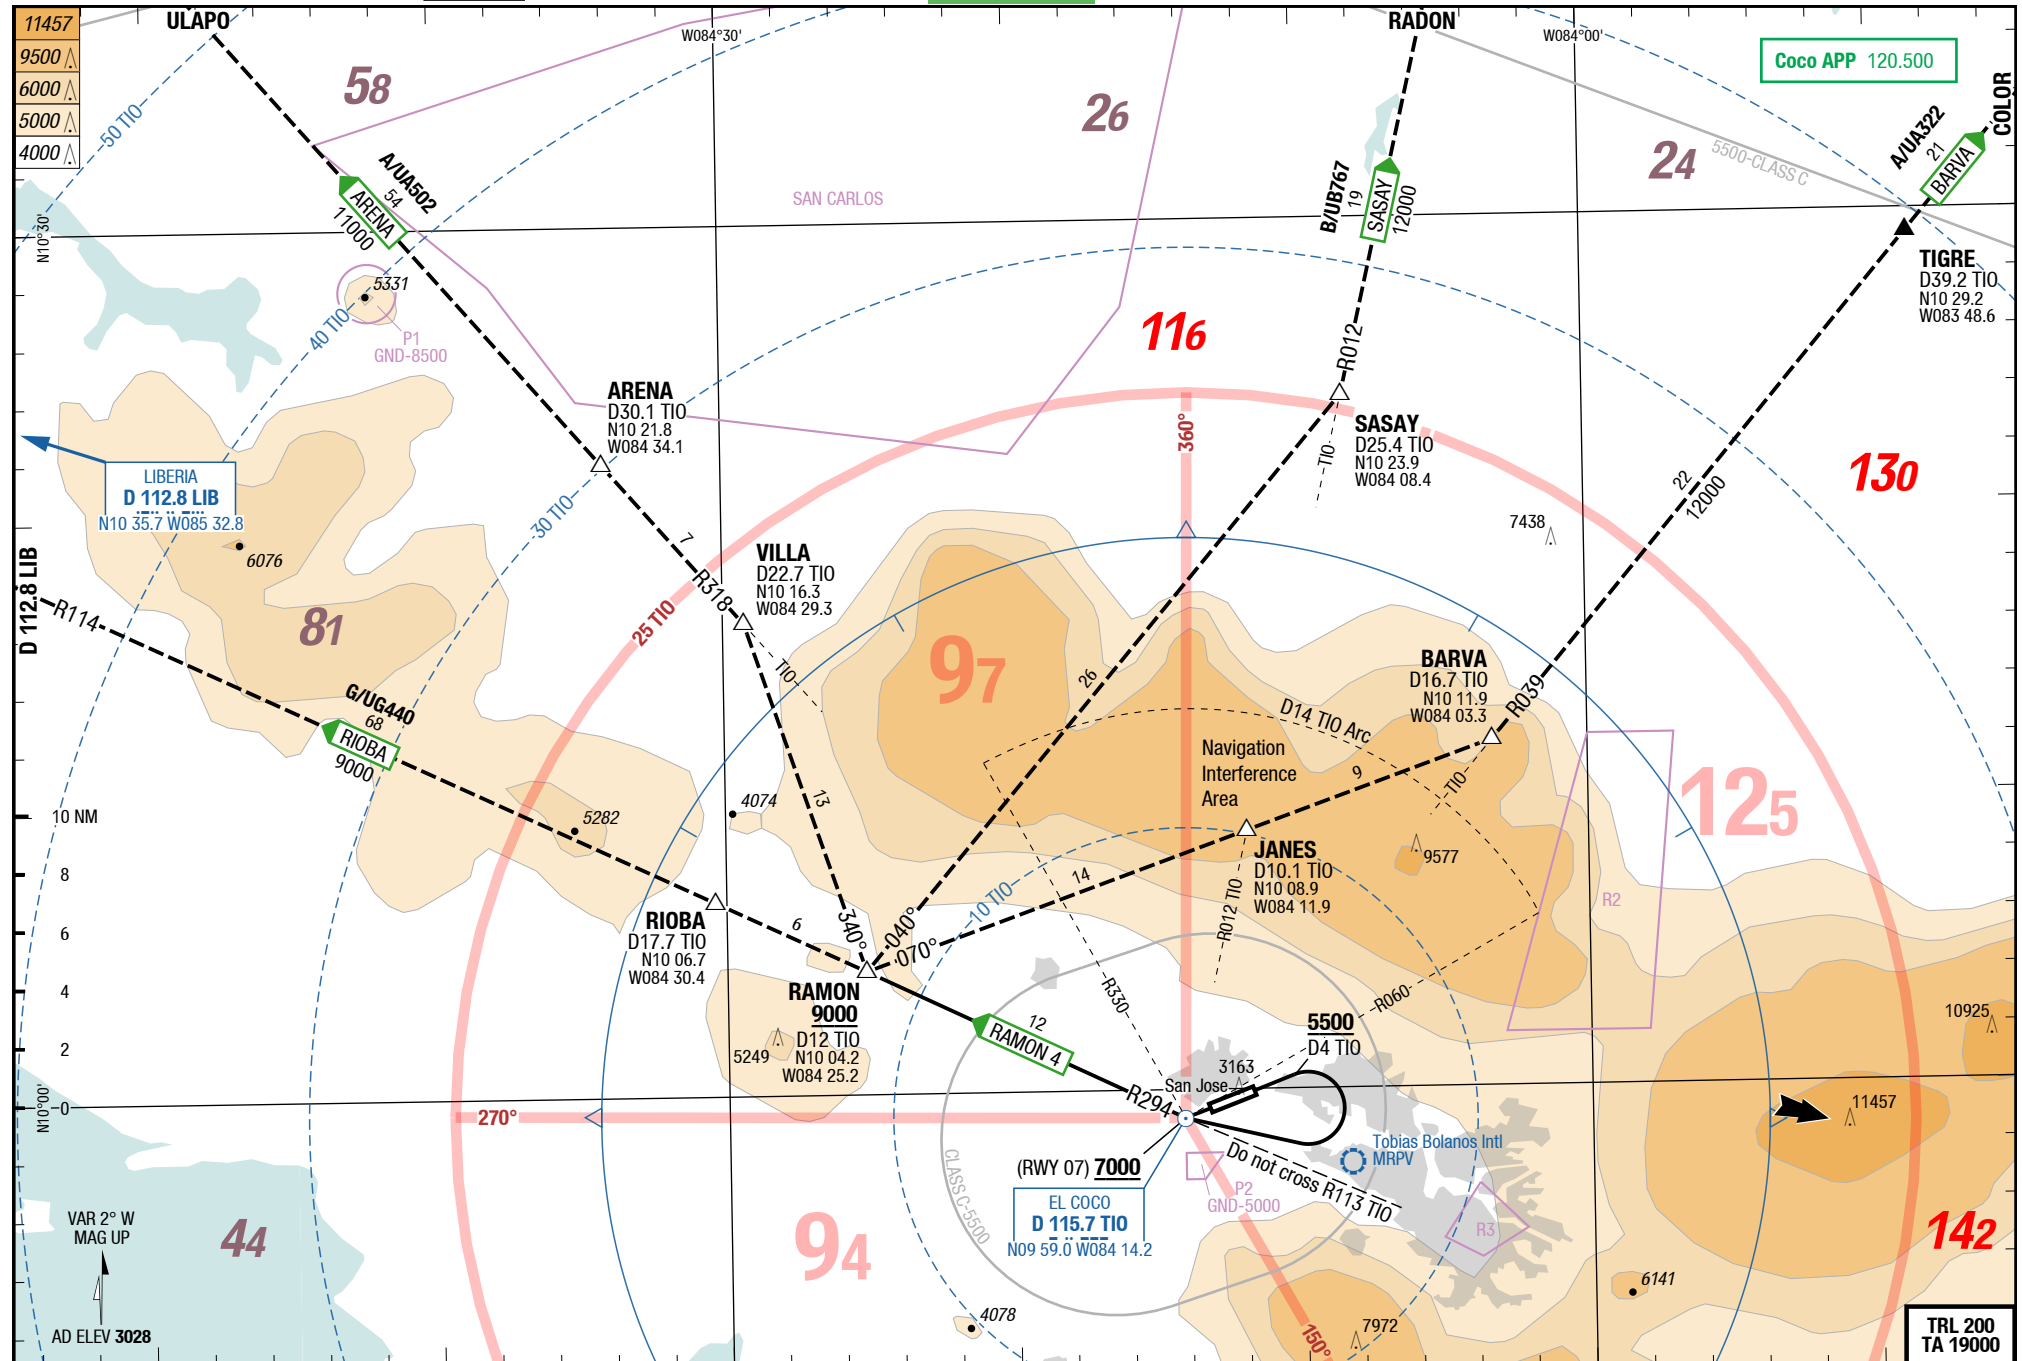 11457
9500
6000
5000
4000
ULAPO
W084°30'
RADON
W084°00'
Coco APP 120.500
COLOR
58
26
24
50 TIO
A/UA502
54
ARENA
11000
SAN CARLOS
B/UB767
19
SASAY
12000
5500-CLASS C
A/UA322
21
BARVA
N10°30'
5331
P1
GND-8500
40 TIO
TIGRE
D39.2 TIO
N10 29.2
W083 48.6
116
R012
ARENA
D30.1 TIO
N10 21.8
W084 34.1
360°
SASAY
D25.4 TIO
N10 23.9
W084 08.4
TIO
130
22
12000
LIBERIA
D 112.8 LIB
N10 35.7 W085 32.8
30 TIO
7438
6076
D 112.8 LIB
R114
81
7
R318
VILLA
D22.7 TIO
N10 16.3
W084 29.3
25 TIO
TIO
97
26
BARVA
D16.7 TIO
N10 11.9
W084 03.3
R039
D14 TIO Arc
G/UG440
68
RIOBA
9000
Navigation
Interference
Area
9
TIO
125
13
4074
5282
10 NM
8
6
4
2
0
9577
JANES
D10.1 TIO
N10 08.9
W084 11.9
14
10 TIO
R012 TIO
R2
RIOBA
D17.7 TIO
N10 06.7
W084 30.4
6
340°
040°
070°
RAMON
9000
D12 TIO
N10 04.2
W084 25.2
5249
12
RAMON 4
R330
R060
5500
D4 TIO
10925
3163
San Jose
R294
N10°00'
270°
11457
Tobias Bolanos Intl
MRPV
Do not cross R113 TIO
(RWY 07) 7000
EL COCO
D 115.7 TIO
N09 59.0 W084 14.2
P2
GND-5000
R3
CLASS C-5500
VAR 2° W
MAG UP
44
94
142
6141
4078
7972
150°
AD ELEV 3028
TRL 200
TA 19000